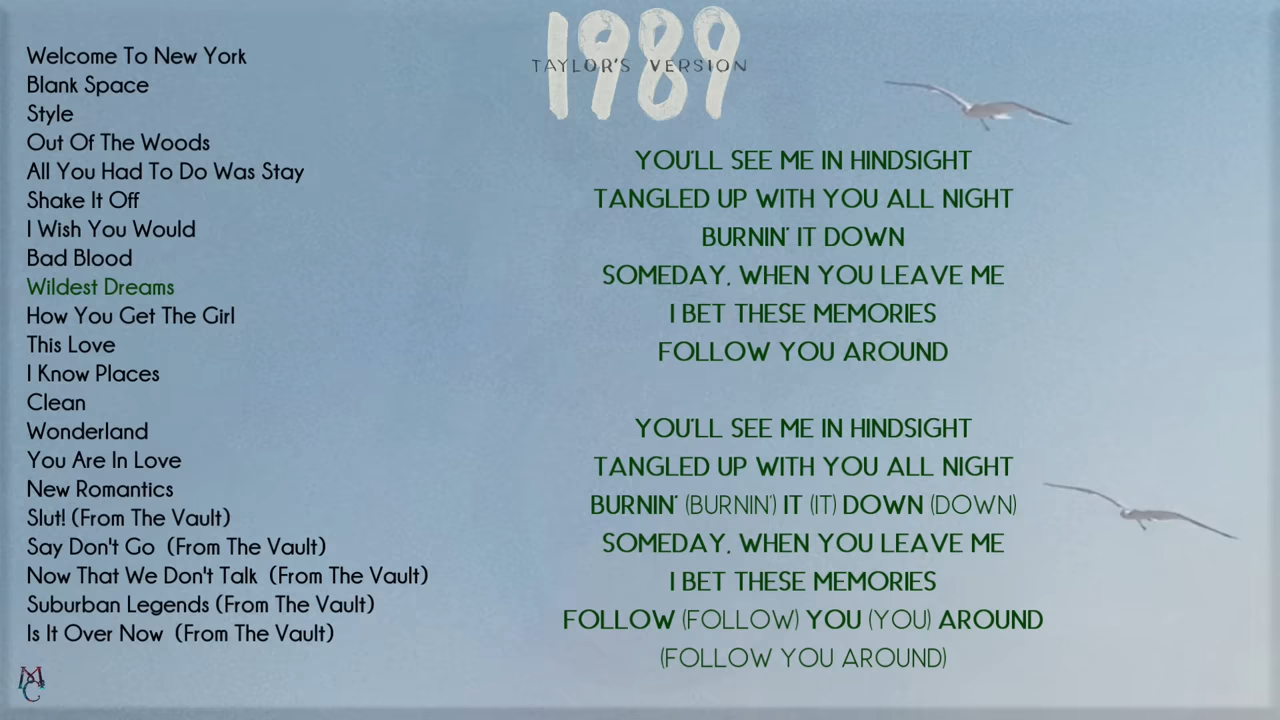 1989
TAYLOR'S VERSION
Welcome To New York
Blank Space
Style
Out Of The Woods
All You Had To Do Was Stay
Shake It Off
I Wish You Would
Bad Blood
Wildest Dreams
How You Get The Girl
This Love
I Know Places
Clean
Wonderland
You Are In Love
New Romantics
Slut! (From The Vault)
Say Don't Go (From The Vault)
Now That We Don't Talk (From The Vault)
Suburban Legends (From The Vault)
Is It Over Now (From The Vault)
MC
YOU'LL SEE ME IN HINDSIGHT
TANGLED UP WITH YOU ALL NIGHT
BURNIN' IT DOWN
SOMEDAY, WHEN YOU LEAVE ME
I BET THESE MEMORIES
FOLLOW YOU AROUND
YOU'LL SEE ME IN HINDSIGHT
TANGLED UP WITH YOU ALL NIGHT
BURNIN' (BURNIN') IT (IT) DOWN (DOWN)
SOMEDAY, WHEN YOU LEAVE ME
I BET THESE MEMORIES
FOLLOW (FOLLOW) YOU (YOU) AROUND
(FOLLOW YOU AROUND)